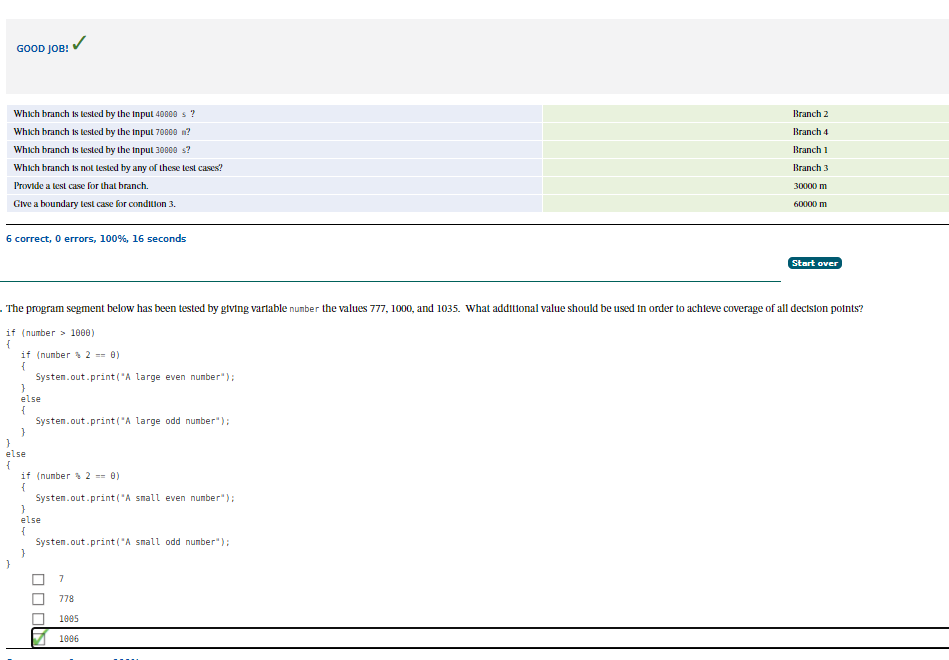 GOOD JOB!
Which branch is tested by the input 40000 s ? Branch 2
Which branch is tested by the input 70000 m? Branch 4
Which branch is tested by the input 30000 s? Branch 1
Which branch is not tested by any of these test cases? Branch 3
Provide a test case for that branch. 30000 m
Give a boundary test case for condition 3. 60000 m
6 correct, 0 errors, 100%, 16 seconds
Start over
. The program segment below has been tested by giving variable number the values 777, 1000, and 1035. What additional value should be used in order to achieve coverage of all decision points?
if (number > 1000)
{
if (number % 2 == 0)
{
System.out.print("A large even number");
}
else
{
System.out.print("A large odd number");
}
}
else
{
if (number % 2 == 0)
{
System.out.print("A small even number");
}
else
{
System.out.print("A small odd number");
}
}
7
778
1005
1006